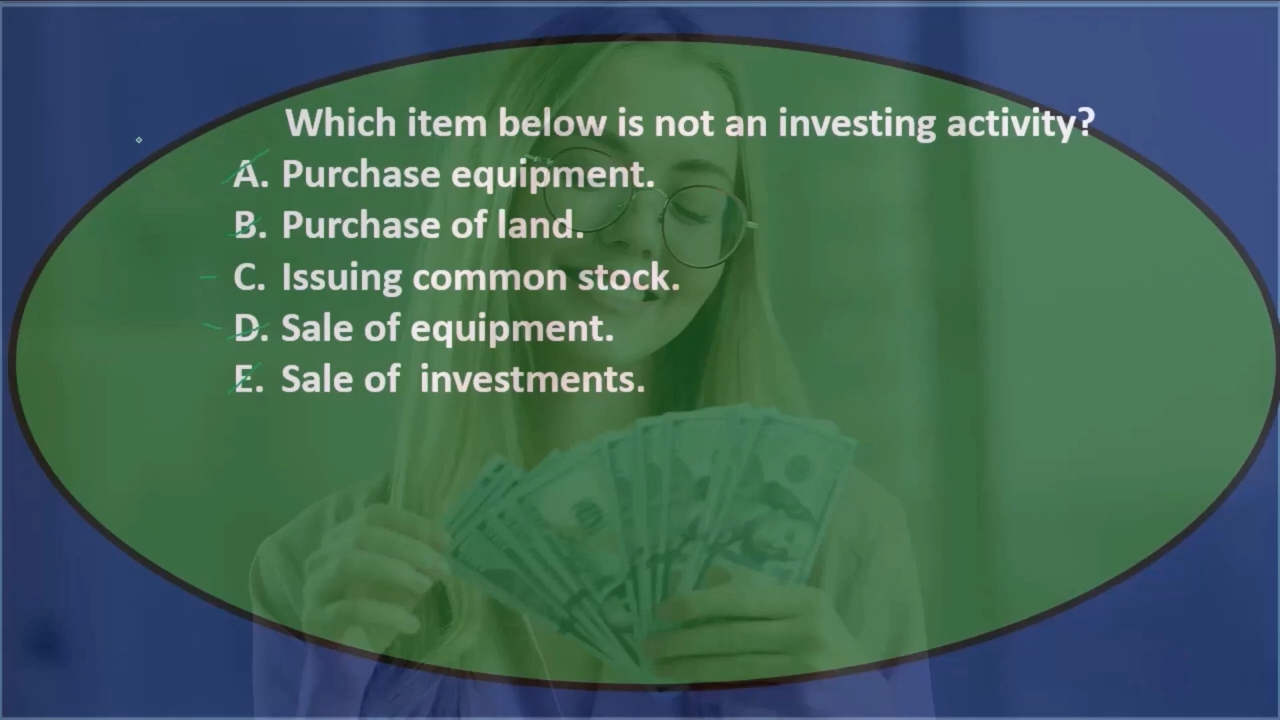 Which item below is not an investing activity?
A. Purchase equipment.
B. Purchase of land.
C. Issuing common stock.
D. Sale of equipment.
E. Sale of investments.